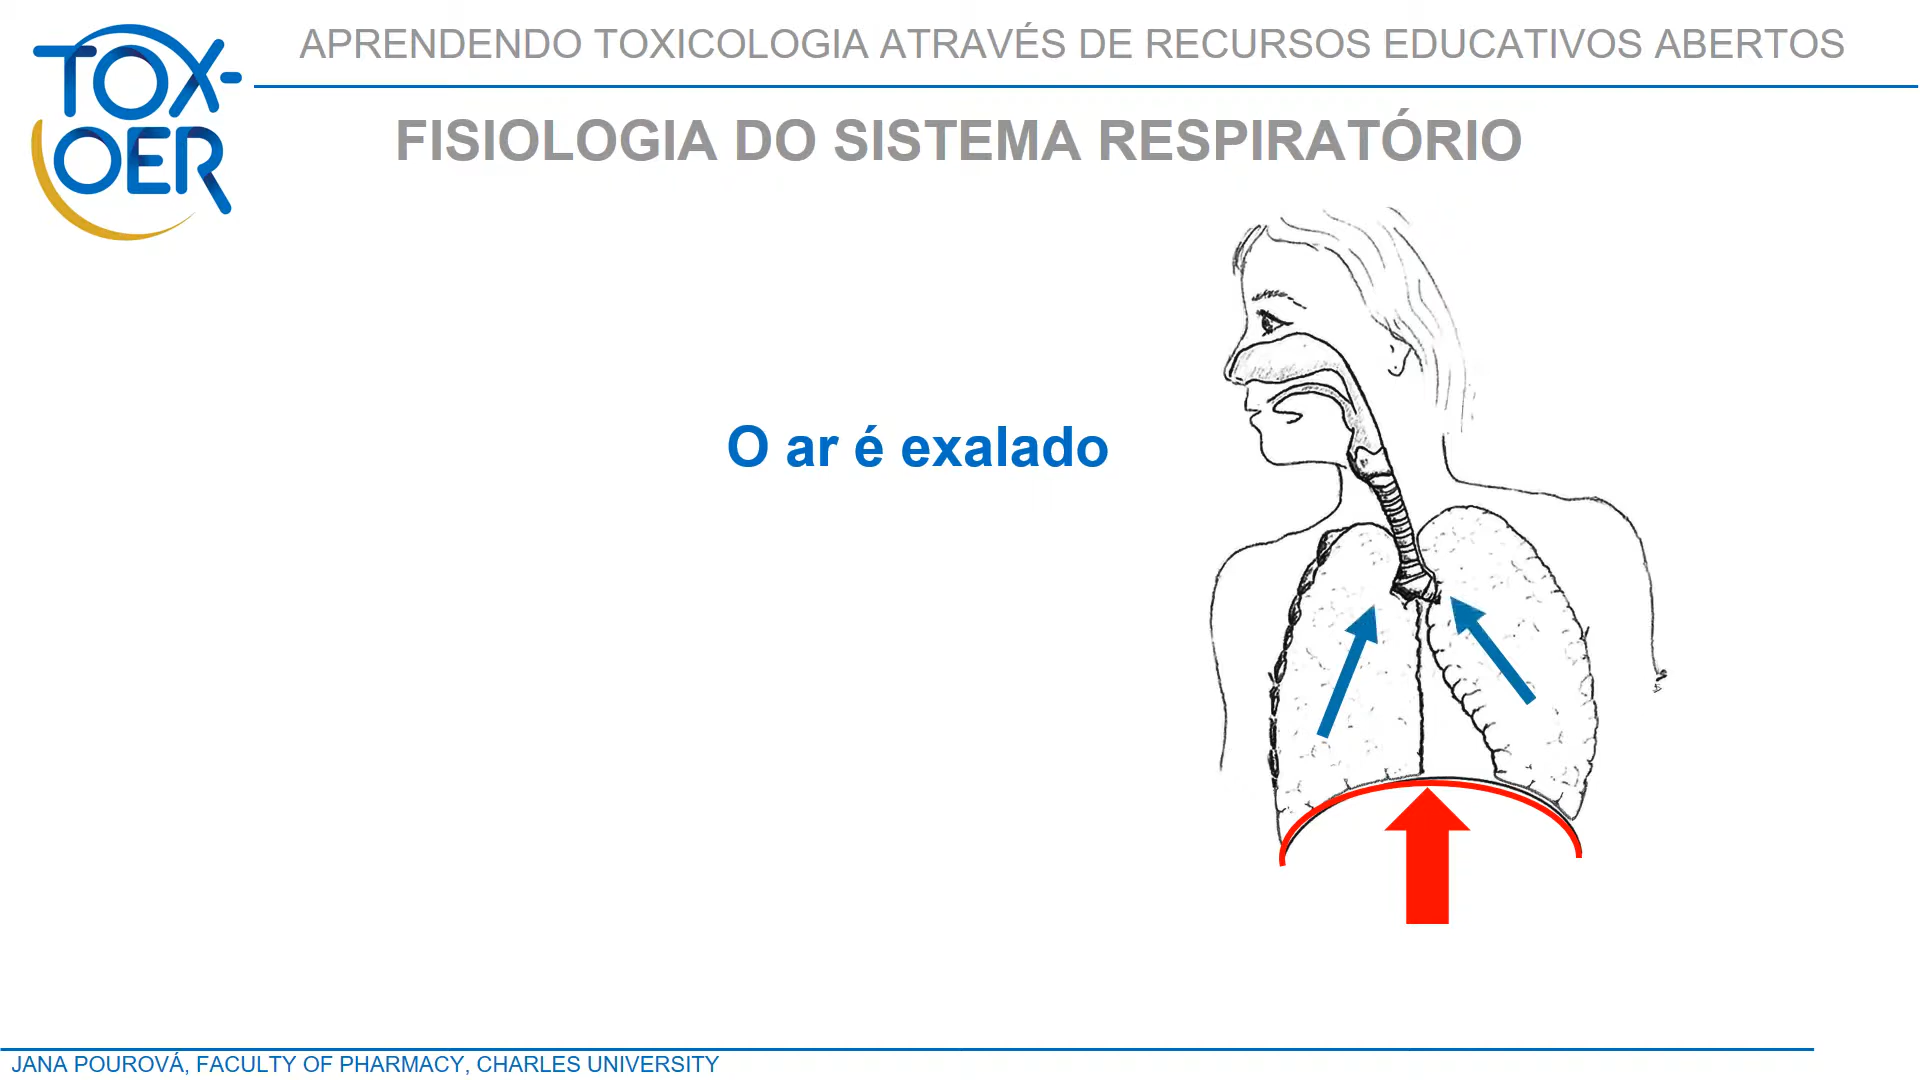 TOX-
OER
APRENDENDO TOXICOLOGIA ATRAVÉS DE RECURSOS EDUCATIVOS ABERTOS
FISIOLOGIA DO SISTEMA RESPIRATÓRIO
O ar é exalado
JANA POUROVÁ, FACULTY OF PHARMACY, CHARLES UNIVERSITY